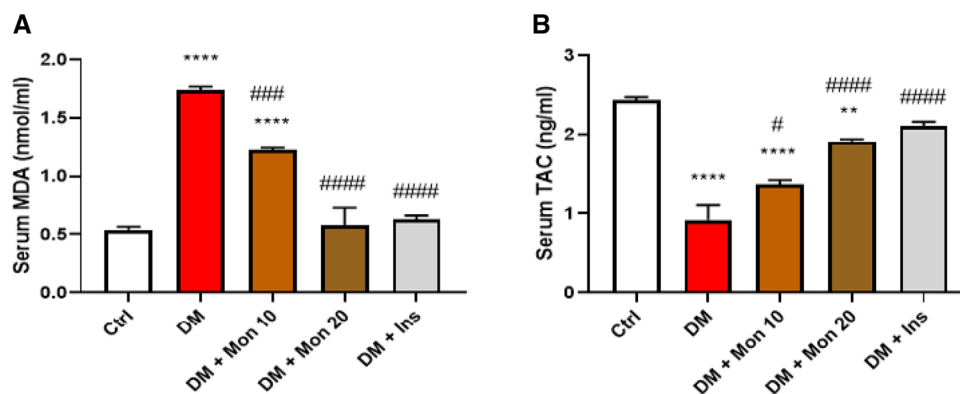 A
Serum MDA (nmol/ml)
2.0
1.5
1.0
0.5
0.0
****
###
****
####
####
Ctrl
DM
DM + Mon 10
DM + Mon 20
DM + Ins
B
Serum TAC (ng/ml)
3
2
1
0
****
#
****
####
**
####
Ctrl
DM
DM + Mon 10
DM + Mon 20
DM + Ins